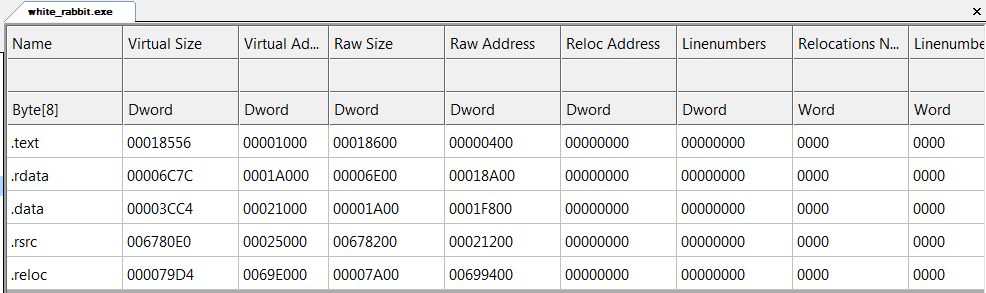 white_rabbit.exe
Name Virtual Size Virtual Ad... Raw Size Raw Address Reloc Address Linenumbers Relocations N... Linenumbe
Byte[8] Dword Dword Dword Dword Dword Dword Word Word
.text 00018556 00001000 00018600 00000400 00000000 00000000 0000 0000
.rdata 00006C7C 0001A000 00006E00 00018A00 00000000 00000000 0000 0000
.data 00003CC4 00021000 00001A00 0001F800 00000000 00000000 0000 0000
.rsrc 006780E0 00025000 00678200 00021200 00000000 00000000 0000 0000
.reloc 000079D4 0069E000 00007A00 00699400 00000000 00000000 0000 0000